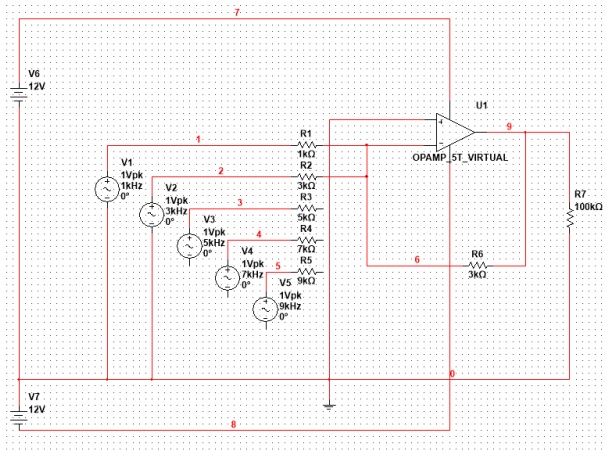 7
V6
12V
U1
+
−
OPAMP_5T_VIRTUAL
9
1
R1
1kΩ
V1
1Vpk
1kHz
0°
2
R2
3kΩ
V2
1Vpk
3kHz
0°
3
R3
5kΩ
V3
1Vpk
5kHz
0°
4
R4
7kΩ
V4
1Vpk
7kHz
0°
5
R5
9kΩ
V5
1Vpk
9kHz
0°
6
R6
3kΩ
R7
100kΩ
0
V7
12V
8